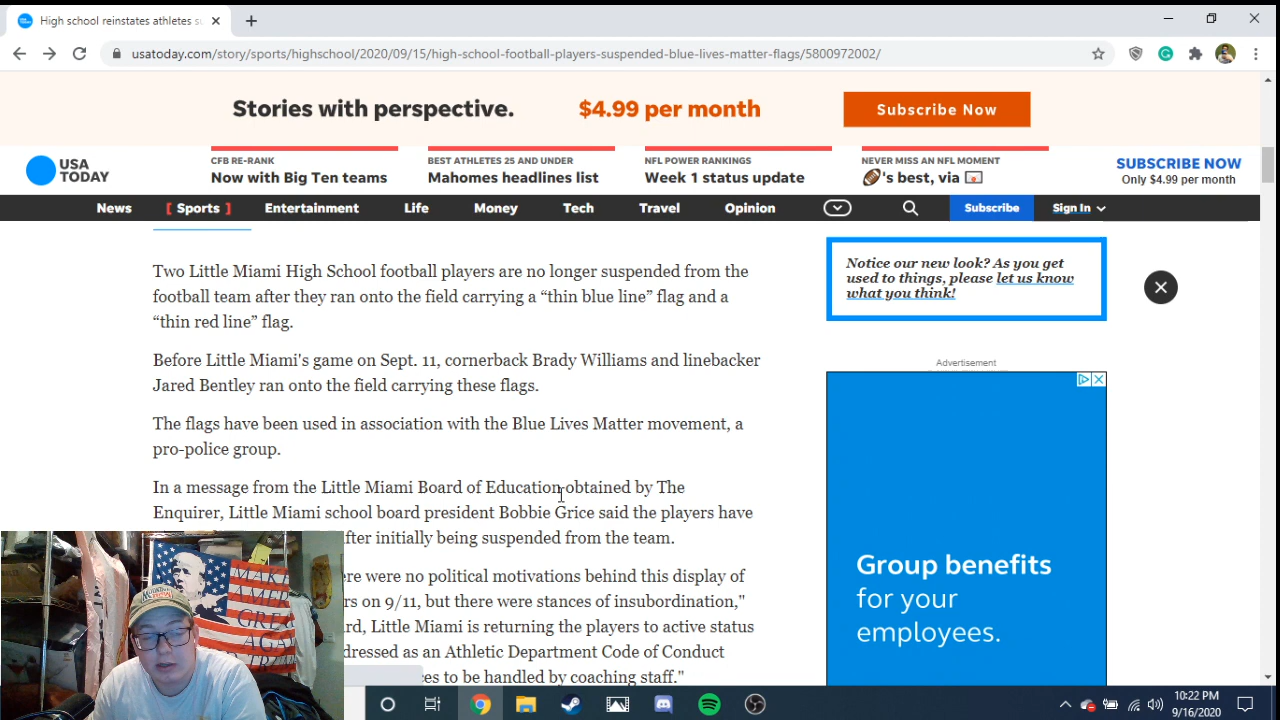 High school reinstates athletes su
usatoday.com/story/sports/highschool/2020/09/15/high-school-football-players-suspended-blue-lives-matter-flags/5800972002/
Stories with perspective. $4.99 per month Subscribe Now
USA TODAY
CFB RE-RANK
Now with Big Ten teams
BEST ATHLETES 25 AND UNDER
Mahomes headlines list
NFL POWER RANKINGS
Week 1 status update
NEVER MISS AN NFL MOMENT
🏈's best, via 💌
SUBSCRIBE NOW
Only $4.99 per month
News [ Sports ] Entertainment Life Money Tech Travel Opinion Subscribe Sign In
Two Little Miami High School football players are no longer suspended from the
football team after they ran onto the field carrying a “thin blue line” flag and a
“thin red line” flag.
Before Little Miami's game on Sept. 11, cornerback Brady Williams and linebacker
Jared Bentley ran onto the field carrying these flags.
The flags have been used in association with the Blue Lives Matter movement, a
pro-police group.
In a message from the Little Miami Board of Education obtained by The
Enquirer, Little Miami school board president Bobbie Grice said the players have
fter initially being suspended from the team.
ere were no political motivations behind this display of
rs on 9/11, but there were stances of insubordination,"
rd, Little Miami is returning the players to active status
dressed as an Athletic Department Code of Conduct
ces to be handled by coaching staff."
Notice our new look? As you get
used to things, please let us know
what you think!
Advertisement
Group benefits
for your
employees.
MAKE
AMER
GRE
AGA
10:22 PM
9/16/2020